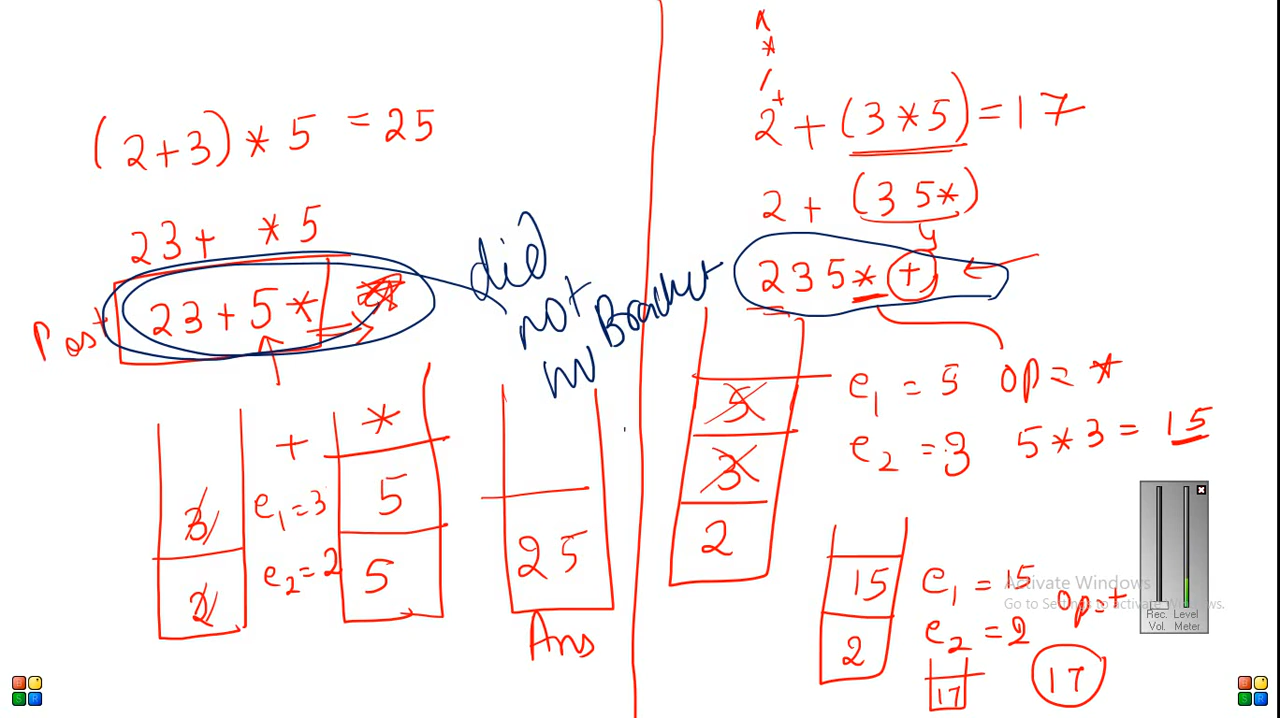 (2+3) * 5 = 25
23+ *5
Post 23+5*
did
not
Bracket
+
*
e1=3
5
3
e2=2
5
2
25
Ans
^
*
/
+
2 + (3*5) = 17
2 + (35*)
y
235*+
5
3
2
e1 = 5 op = *
e2 = 3 5*3 = 15
15
2
e1 = 15
op=+
e2 = 2
17
17
Activate Windows
Go to Settings to activate Windows.
Rec. Vol.
Level Meter